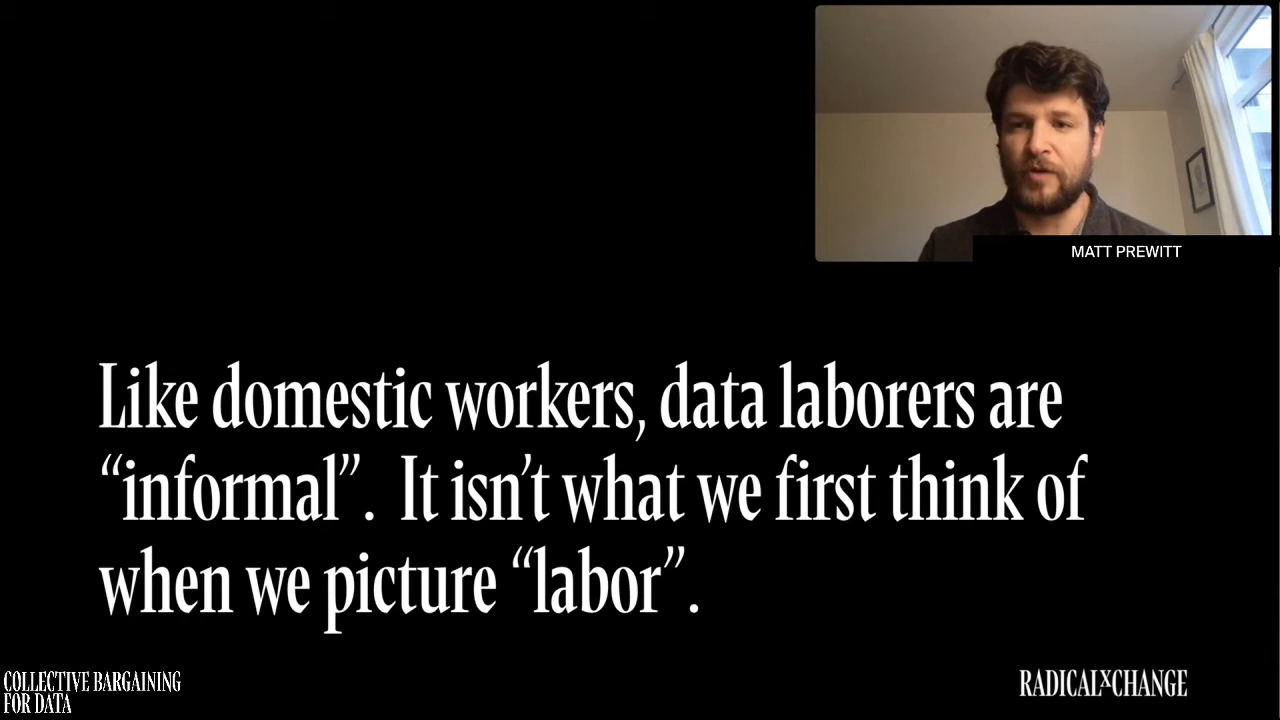 MATT PREWITT
Like domestic workers, data laborers are
“informal”.  It isn’t what we first think of
when we picture “labor”.
COLLECTIVE BARGAINING
FOR DATA
RADICALxCHANGE